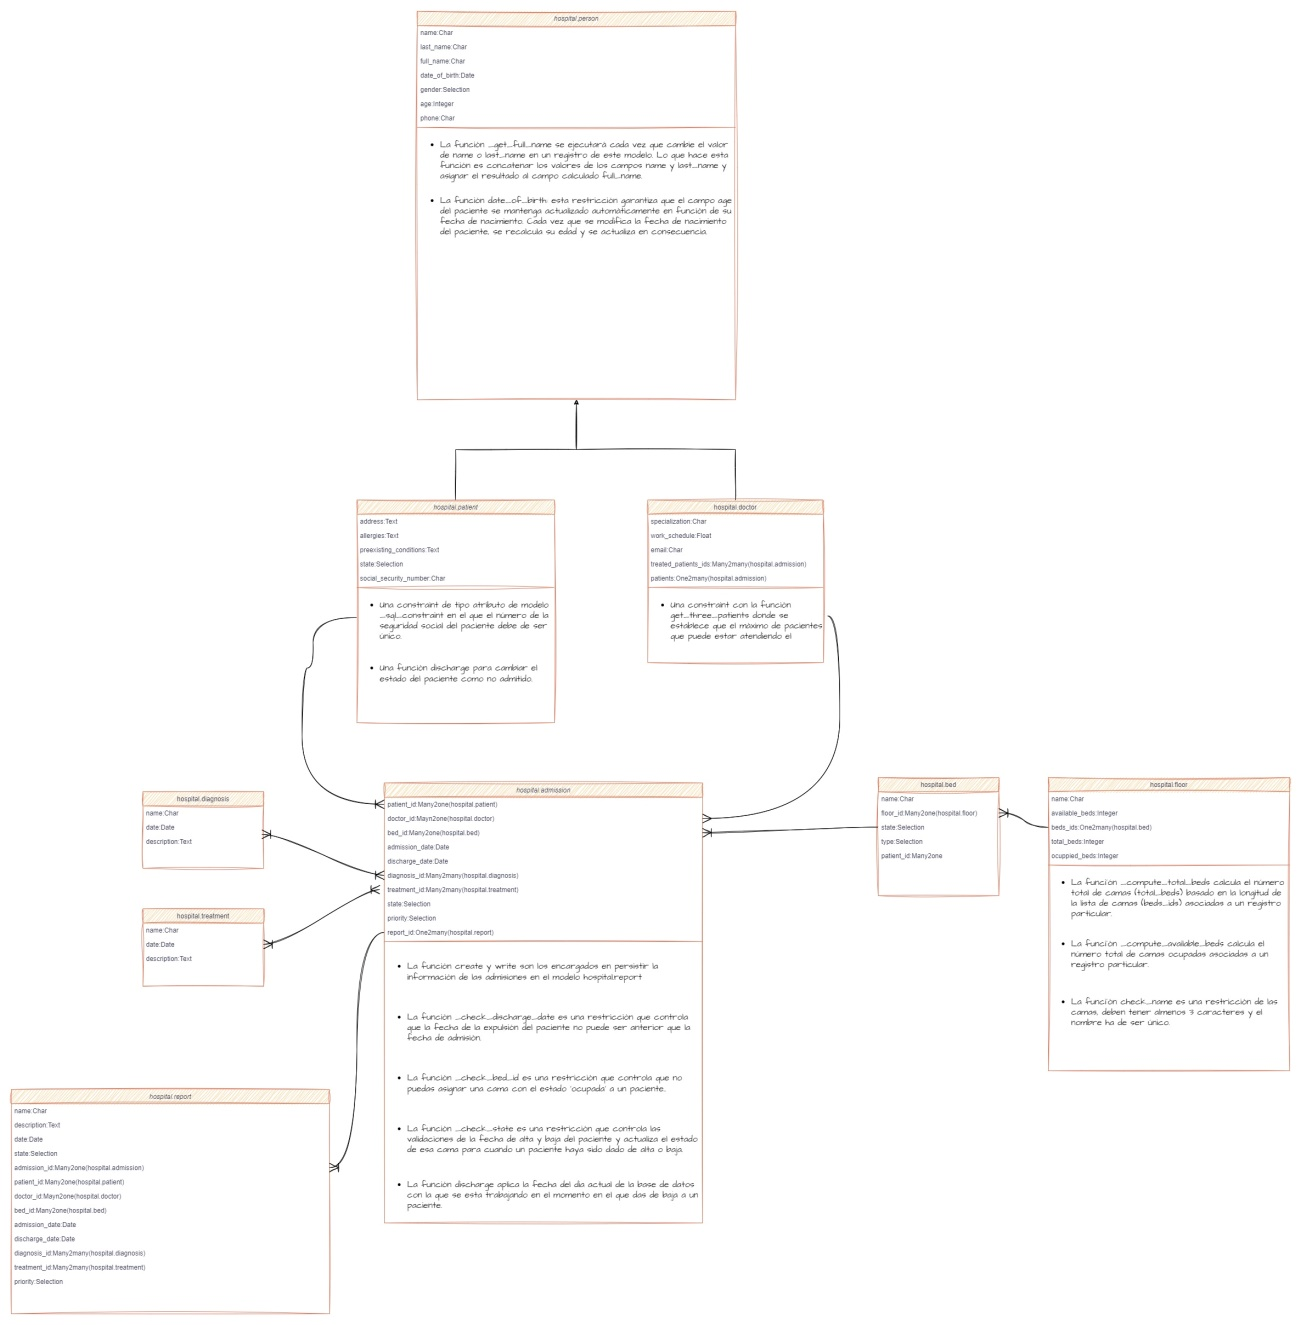 hospital.person
name:Char
last_name:Char
full_name:Char
date_of_birth:Date
gender:Selection
age:Integer
phone:Char
La función _get_full_name se ejecutará cada vez que cambie el valor
de name o last_name en un registro de este modelo. Lo que hace esta
función es concatenar los valores de los campos name y last_name y
asignar el resultado al campo calculado full_name.
La función date_of_birth: esta restricción garantiza que el campo age
del paciente se mantenga actualizado automáticamente en función de su
fecha de nacimiento. Cada vez que se modifica la fecha de nacimiento
del paciente, se recalcula su edad y se actualiza en consecuencia.
hospital.patient
address:Text
allergies:Text
preexisting_conditions:Text
state:Selection
social_security_number:Char
Una constraint de tipo atributo de modelo
_sql_constraint en el que el número de la
seguridad social del paciente debe de ser
único.
Una función discharge para cambiar el
estado del paciente como no admitido.
hospital.doctor
specialization:Char
work_schedule:Float
email:Char
treated_patients_ids:Many2many(hospital.admission)
patients:One2many(hospital.admission)
Una constraint con la función
get_three_patients donde se
establece que el máximo de pacientes
que puede estar atendiendo el
hospital.diagnosis
name:Char
date:Date
description:Text
hospital.treatment
name:Char
date:Date
description:Text
hospital.admission
patient_id:Many2one(hospital.patient)
doctor_id:Mayn2one(hospital.doctor)
bed_id:Many2one(hospital.bed)
admission_date:Date
discharge_date:Date
diagnosis_id:Many2many(hospital.diagnosis)
treatment_id:Many2many(hospital.treatment)
state:Selection
priority:Selection
report_id:One2many(hospital.report)
La función create y write son los encargados en persistir la
información de las admisiones en el modelo hospital.report
La función _check_discharge_date es una restricción que controla
que la fecha de la expulsión del paciente no puede ser anterior que la
fecha de admisión.
La función _check_bed_id es una restricción que controla que no
puedas asignar una cama con el estado 'ocupada' a un paciente.
La función _check_state es una restricción que controla las
validaciones de la fecha de alta y baja del paciente y actualiza el estado
de esa cama para cuando un paciente haya sido dado de alta o baja.
La función discharge aplica la fecha del día actual de la base de datos
con la que se esta trabajando en el momento en el que das de baja a un
paciente.
hospital.bed
name:Char
floor_id:Many2one(hospital.floor)
state:Selection
type:Selection
patient_id:Many2one
hospital.floor
name:Char
available_beds:Integer
beds_ids:One2many(hospital.bed)
total_beds:Integer
ocuppied_beds:Integer
La función _compute_total_beds calcula el número
total de camas (total_beds) basado en la longitud de
la lista de camas (beds_ids) asociadas a un registro
particular.
La función _compute_available_beds calcula el
número total de camas ocupadas asociadas a un
registro particular.
La función check_name es una restricción de las
camas, deben tener almenos 3 caracteres y el
nombre ha de ser único.
hospital.report
name:Char
description:Text
date:Date
state:Selection
admission_id:Many2one(hospital.admission)
patient_id:Many2one(hospital.patient)
doctor_id:Mayn2one(hospital.doctor)
bed_id:Many2one(hospital.bed)
admission_date:Date
discharge_date:Date
diagnosis_id:Many2many(hospital.diagnosis)
treatment_id:Many2many(hospital.treatment)
priority:Selection